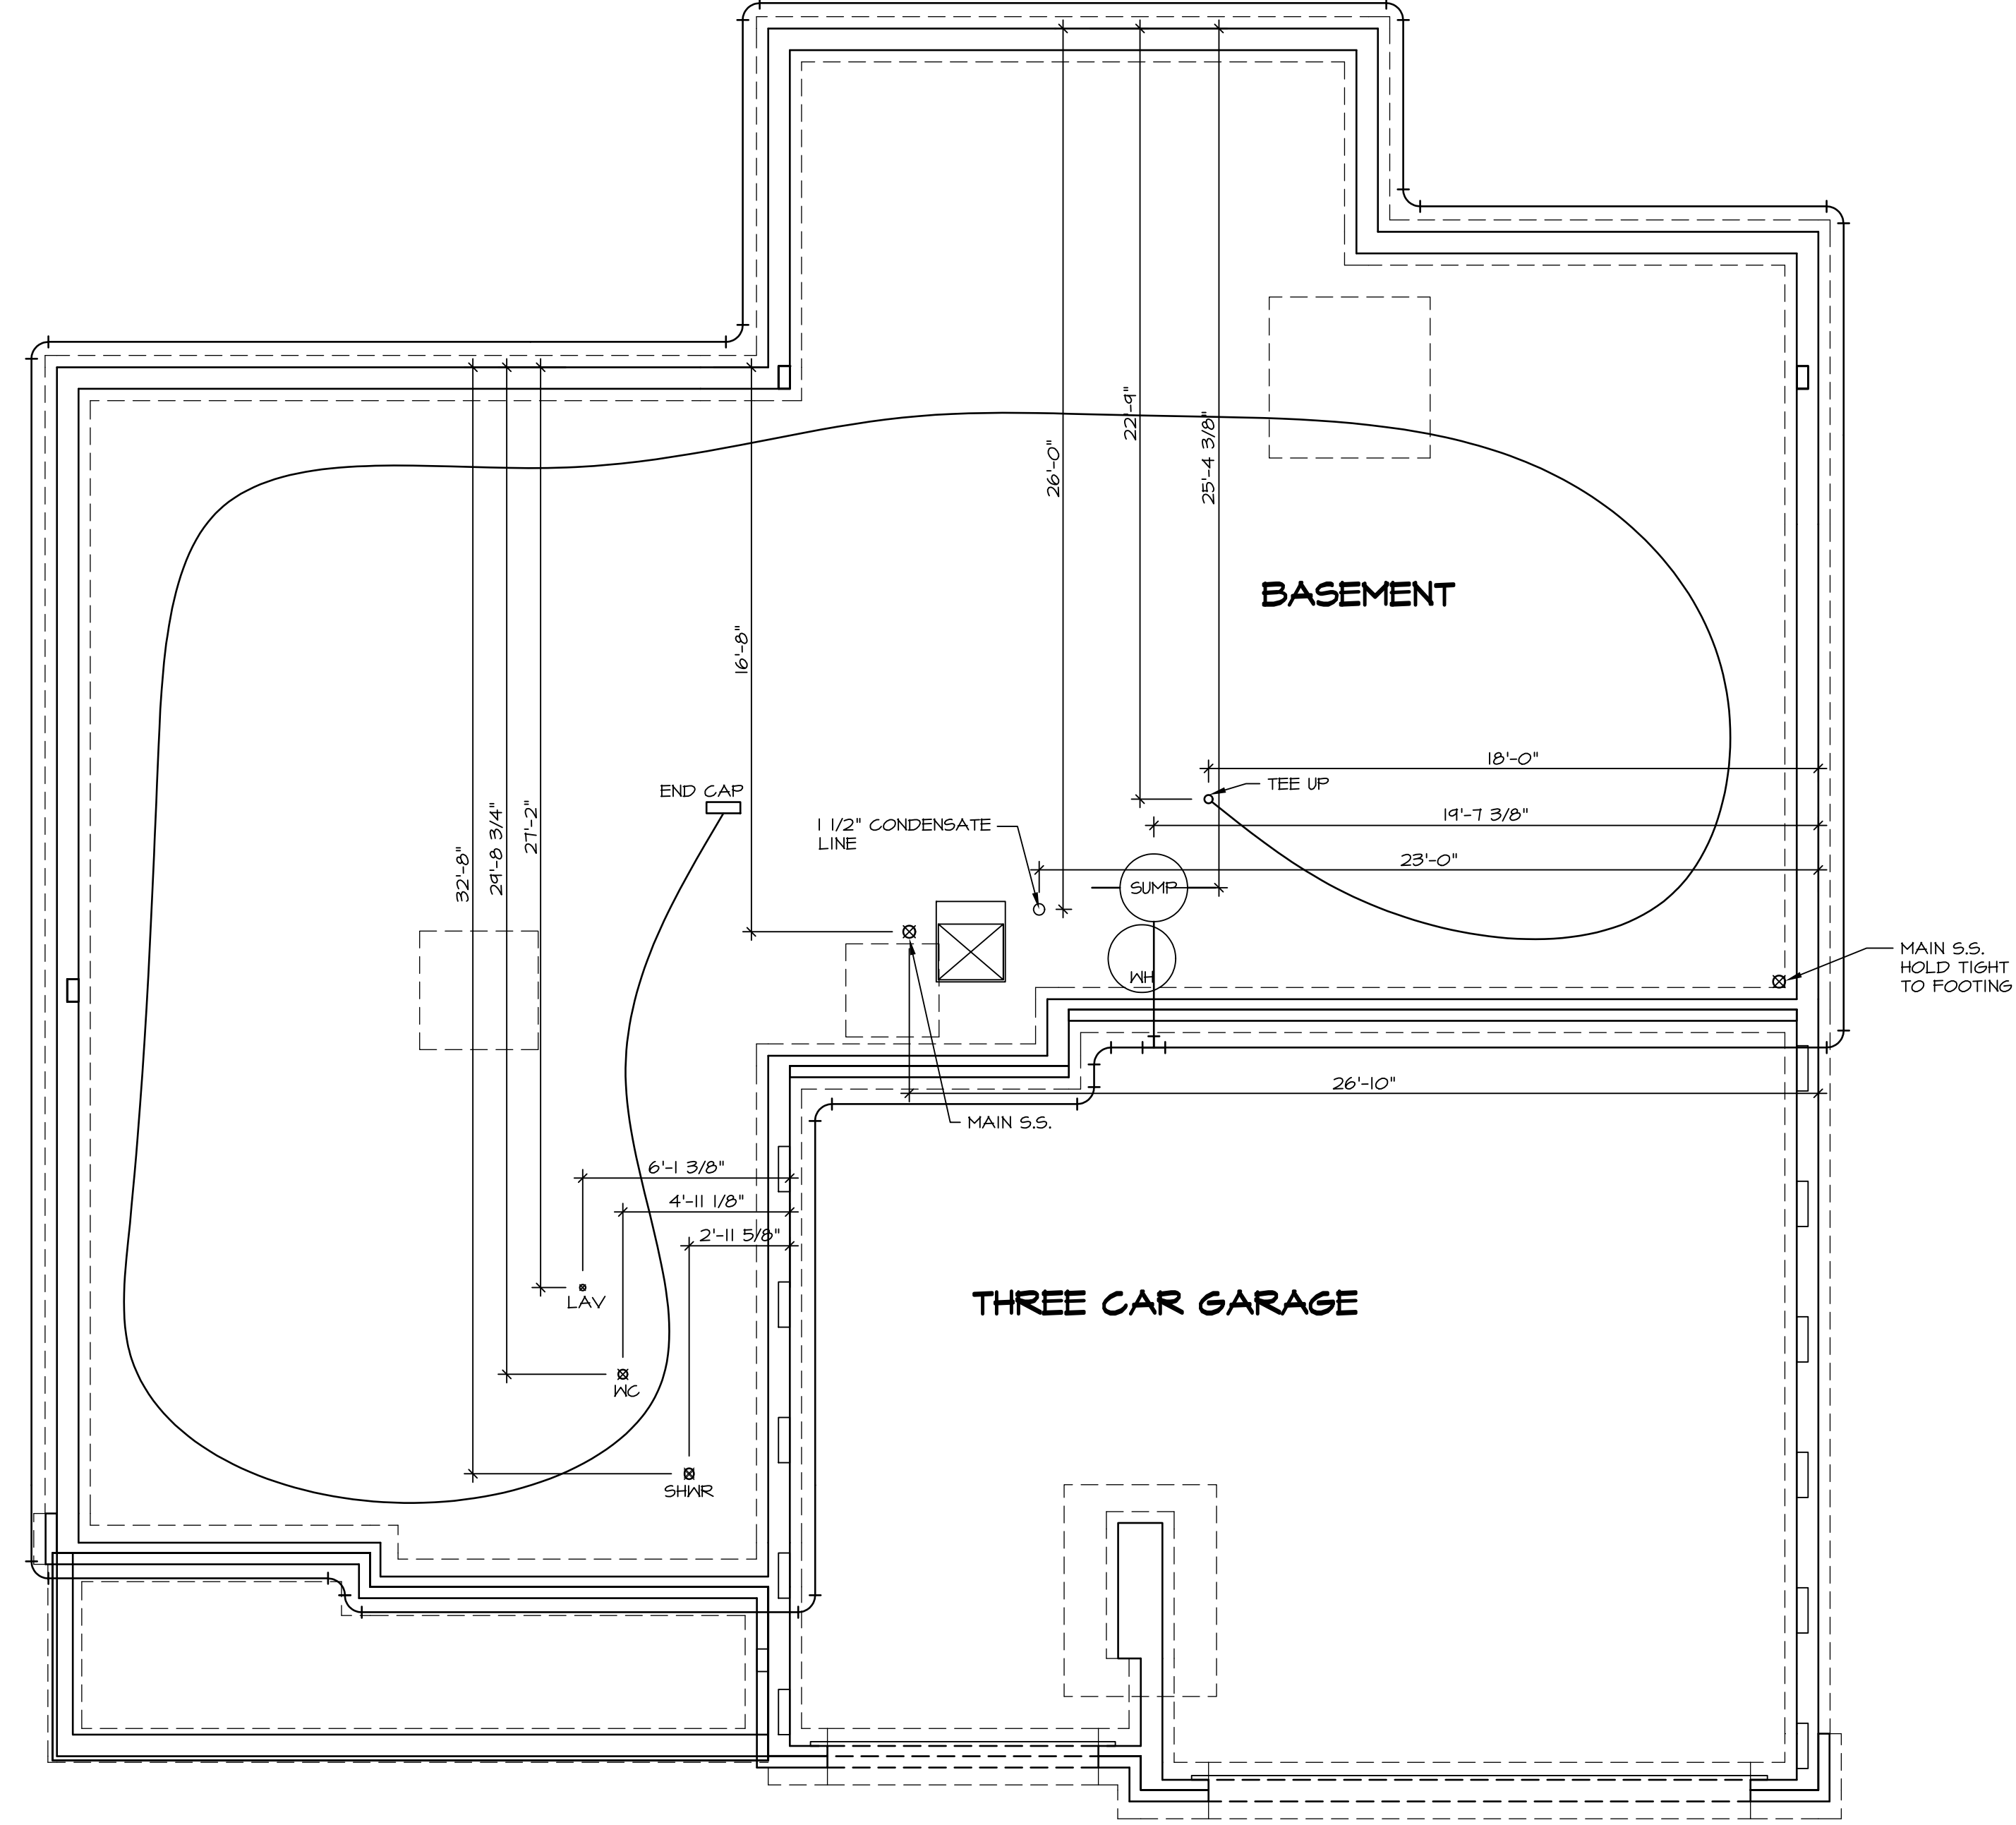 26'-0"
22'-9"
25'-4 3/8"
BASEMENT
16'-8"
32'-8"
29'-8 3/4"
27'-2"
18'-0"
TEE UP
END CAP
19'-7 3/8"
1 1/2" CONDENSATE
LINE
23'-0"
SUMP
WH
MAIN S.S.
HOLD TIGHT
TO FOOTING
26'-10"
MAIN S.S.
6'-1 3/8"
4'-11 1/8"
2'-11 5/8"
LAV
THREE CAR GARAGE
WC
SHWR